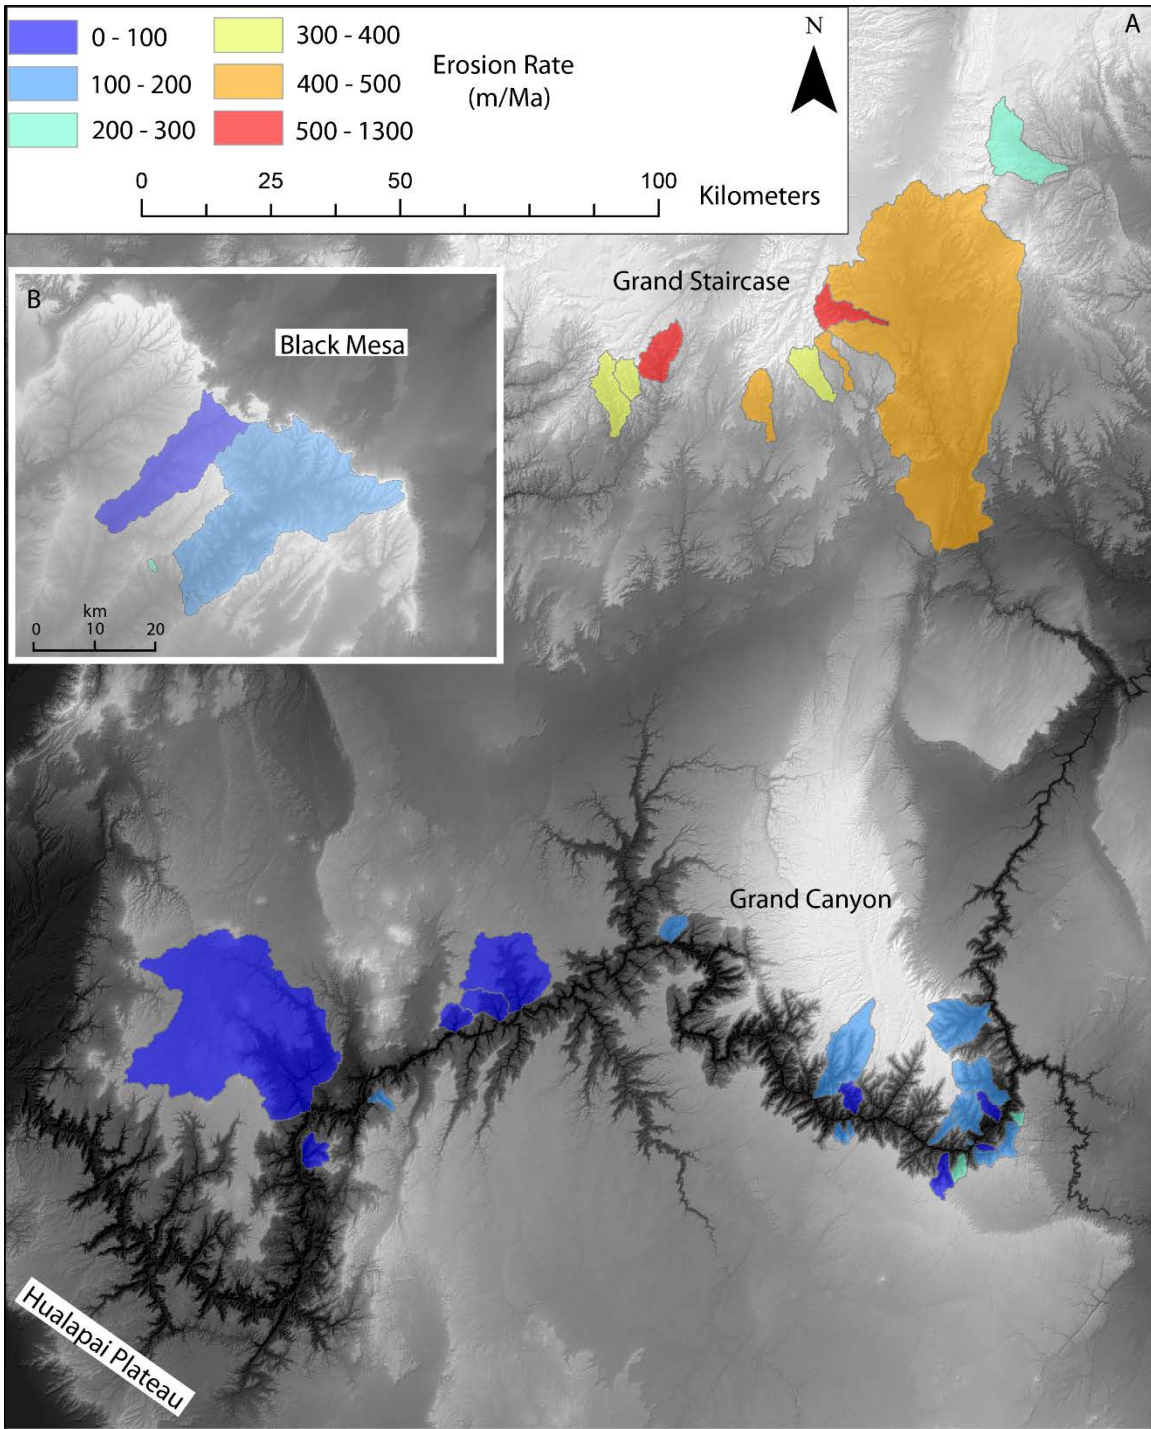 A
N
0 - 100
300 - 400
100 - 200
400 - 500
200 - 300
500 - 1300
Erosion Rate
(m/Ma)
0 25 50 100
Kilometers
B
Black Mesa
km
0 10 20
Grand Staircase
Grand Canyon
Hualapai Plateau